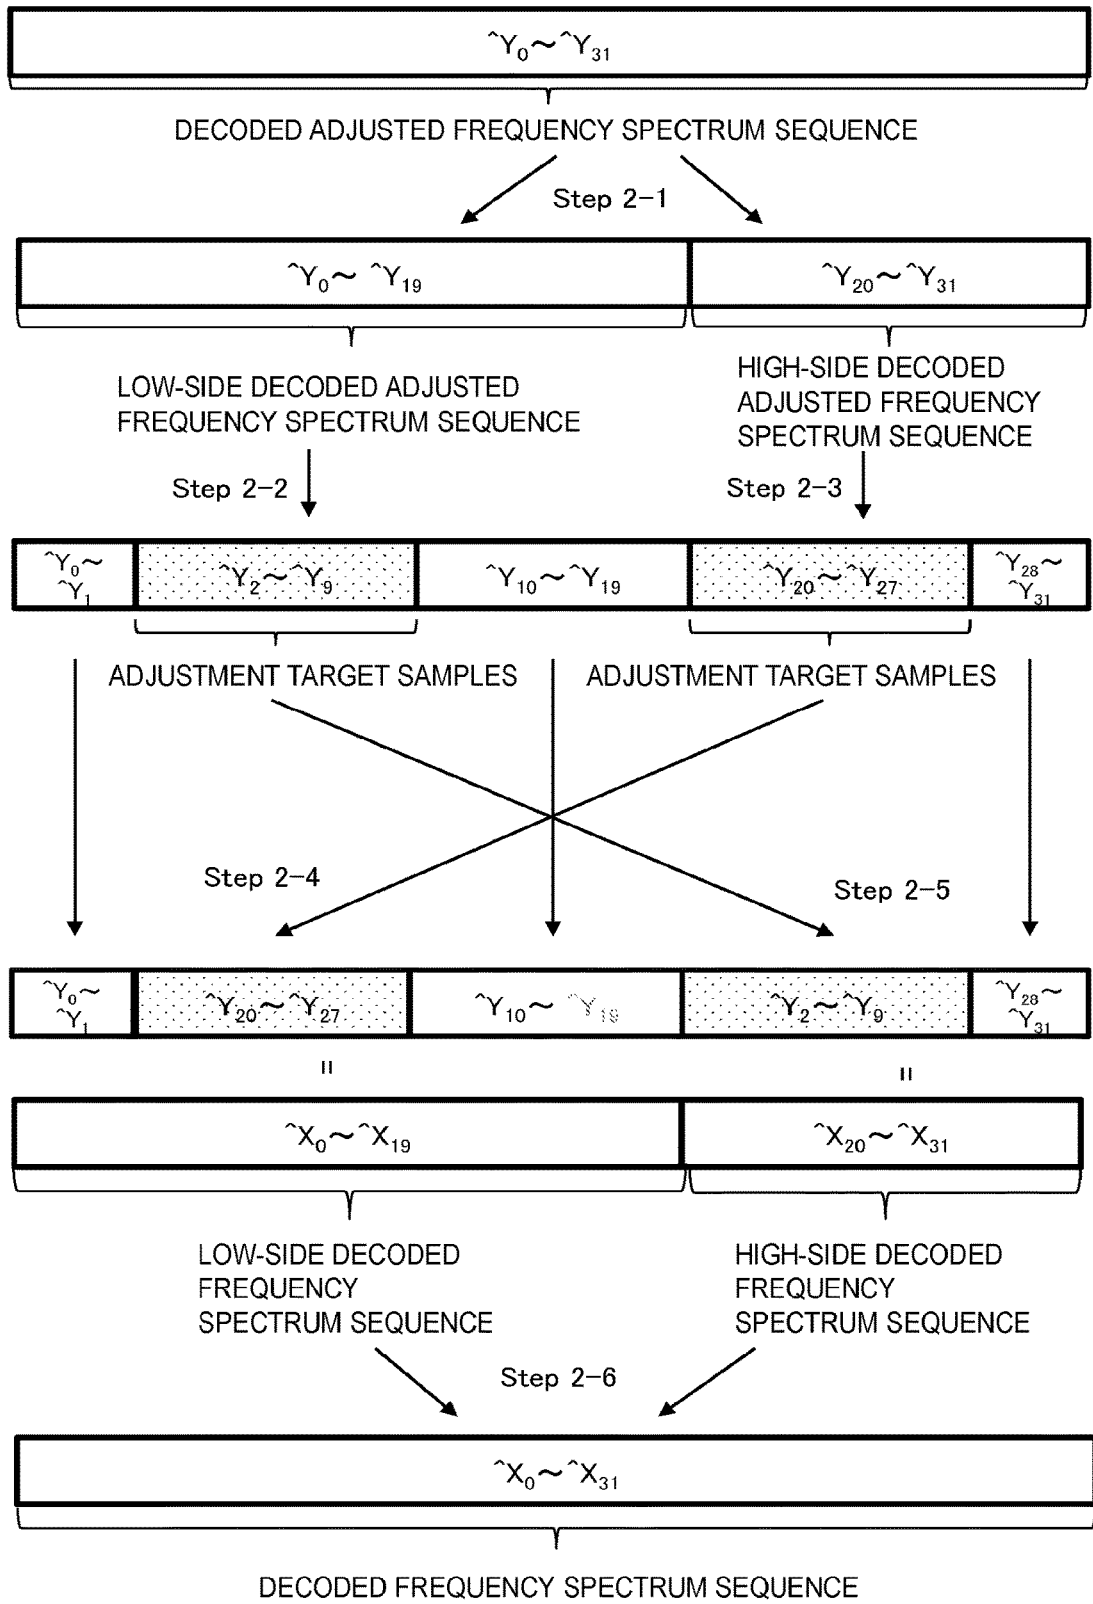 ^Y0～^Y31
DECODED ADJUSTED FREQUENCY SPECTRUM SEQUENCE
Step 2-1
^Y0～ ^Y19
^Y20～^Y31
LOW-SIDE DECODED ADJUSTED
FREQUENCY SPECTRUM SEQUENCE
HIGH-SIDE DECODED
ADJUSTED FREQUENCY
SPECTRUM SEQUENCE
Step 2-2
Step 2-3
^Y0～
^Y1
^Y2～^Y9
^Y10～^Y19
^Y20～^Y27
^Y28～
^Y31
ADJUSTMENT TARGET SAMPLES
ADJUSTMENT TARGET SAMPLES
Step 2-4
Step 2-5
^Y0～
^Y1
^Y20～^Y27
^Y10～ ^Y19
^Y2～^Y9
^Y28～
^Y31
=
=
^X0～^X19
^X20～^X31
LOW-SIDE DECODED
FREQUENCY
SPECTRUM SEQUENCE
HIGH-SIDE DECODED
FREQUENCY
SPECTRUM SEQUENCE
Step 2-6
^X0～^X31
DECODED FREQUENCY SPECTRUM SEQUENCE